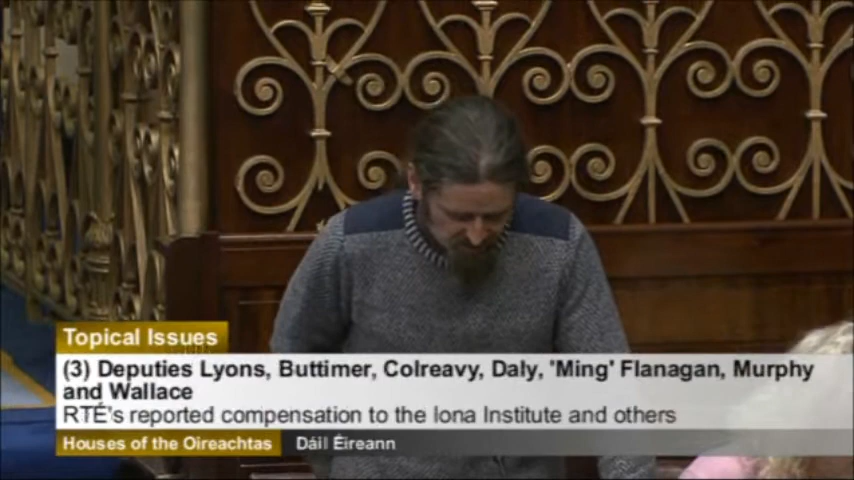 Topical Issues
(3) Deputies Lyons, Buttimer, Colreavy, Daly, 'Ming' Flanagan, Murphy
and Wallace
RTÉ's reported compensation to the Iona Institute and others
Houses of the Oireachtas Dáil Éireann